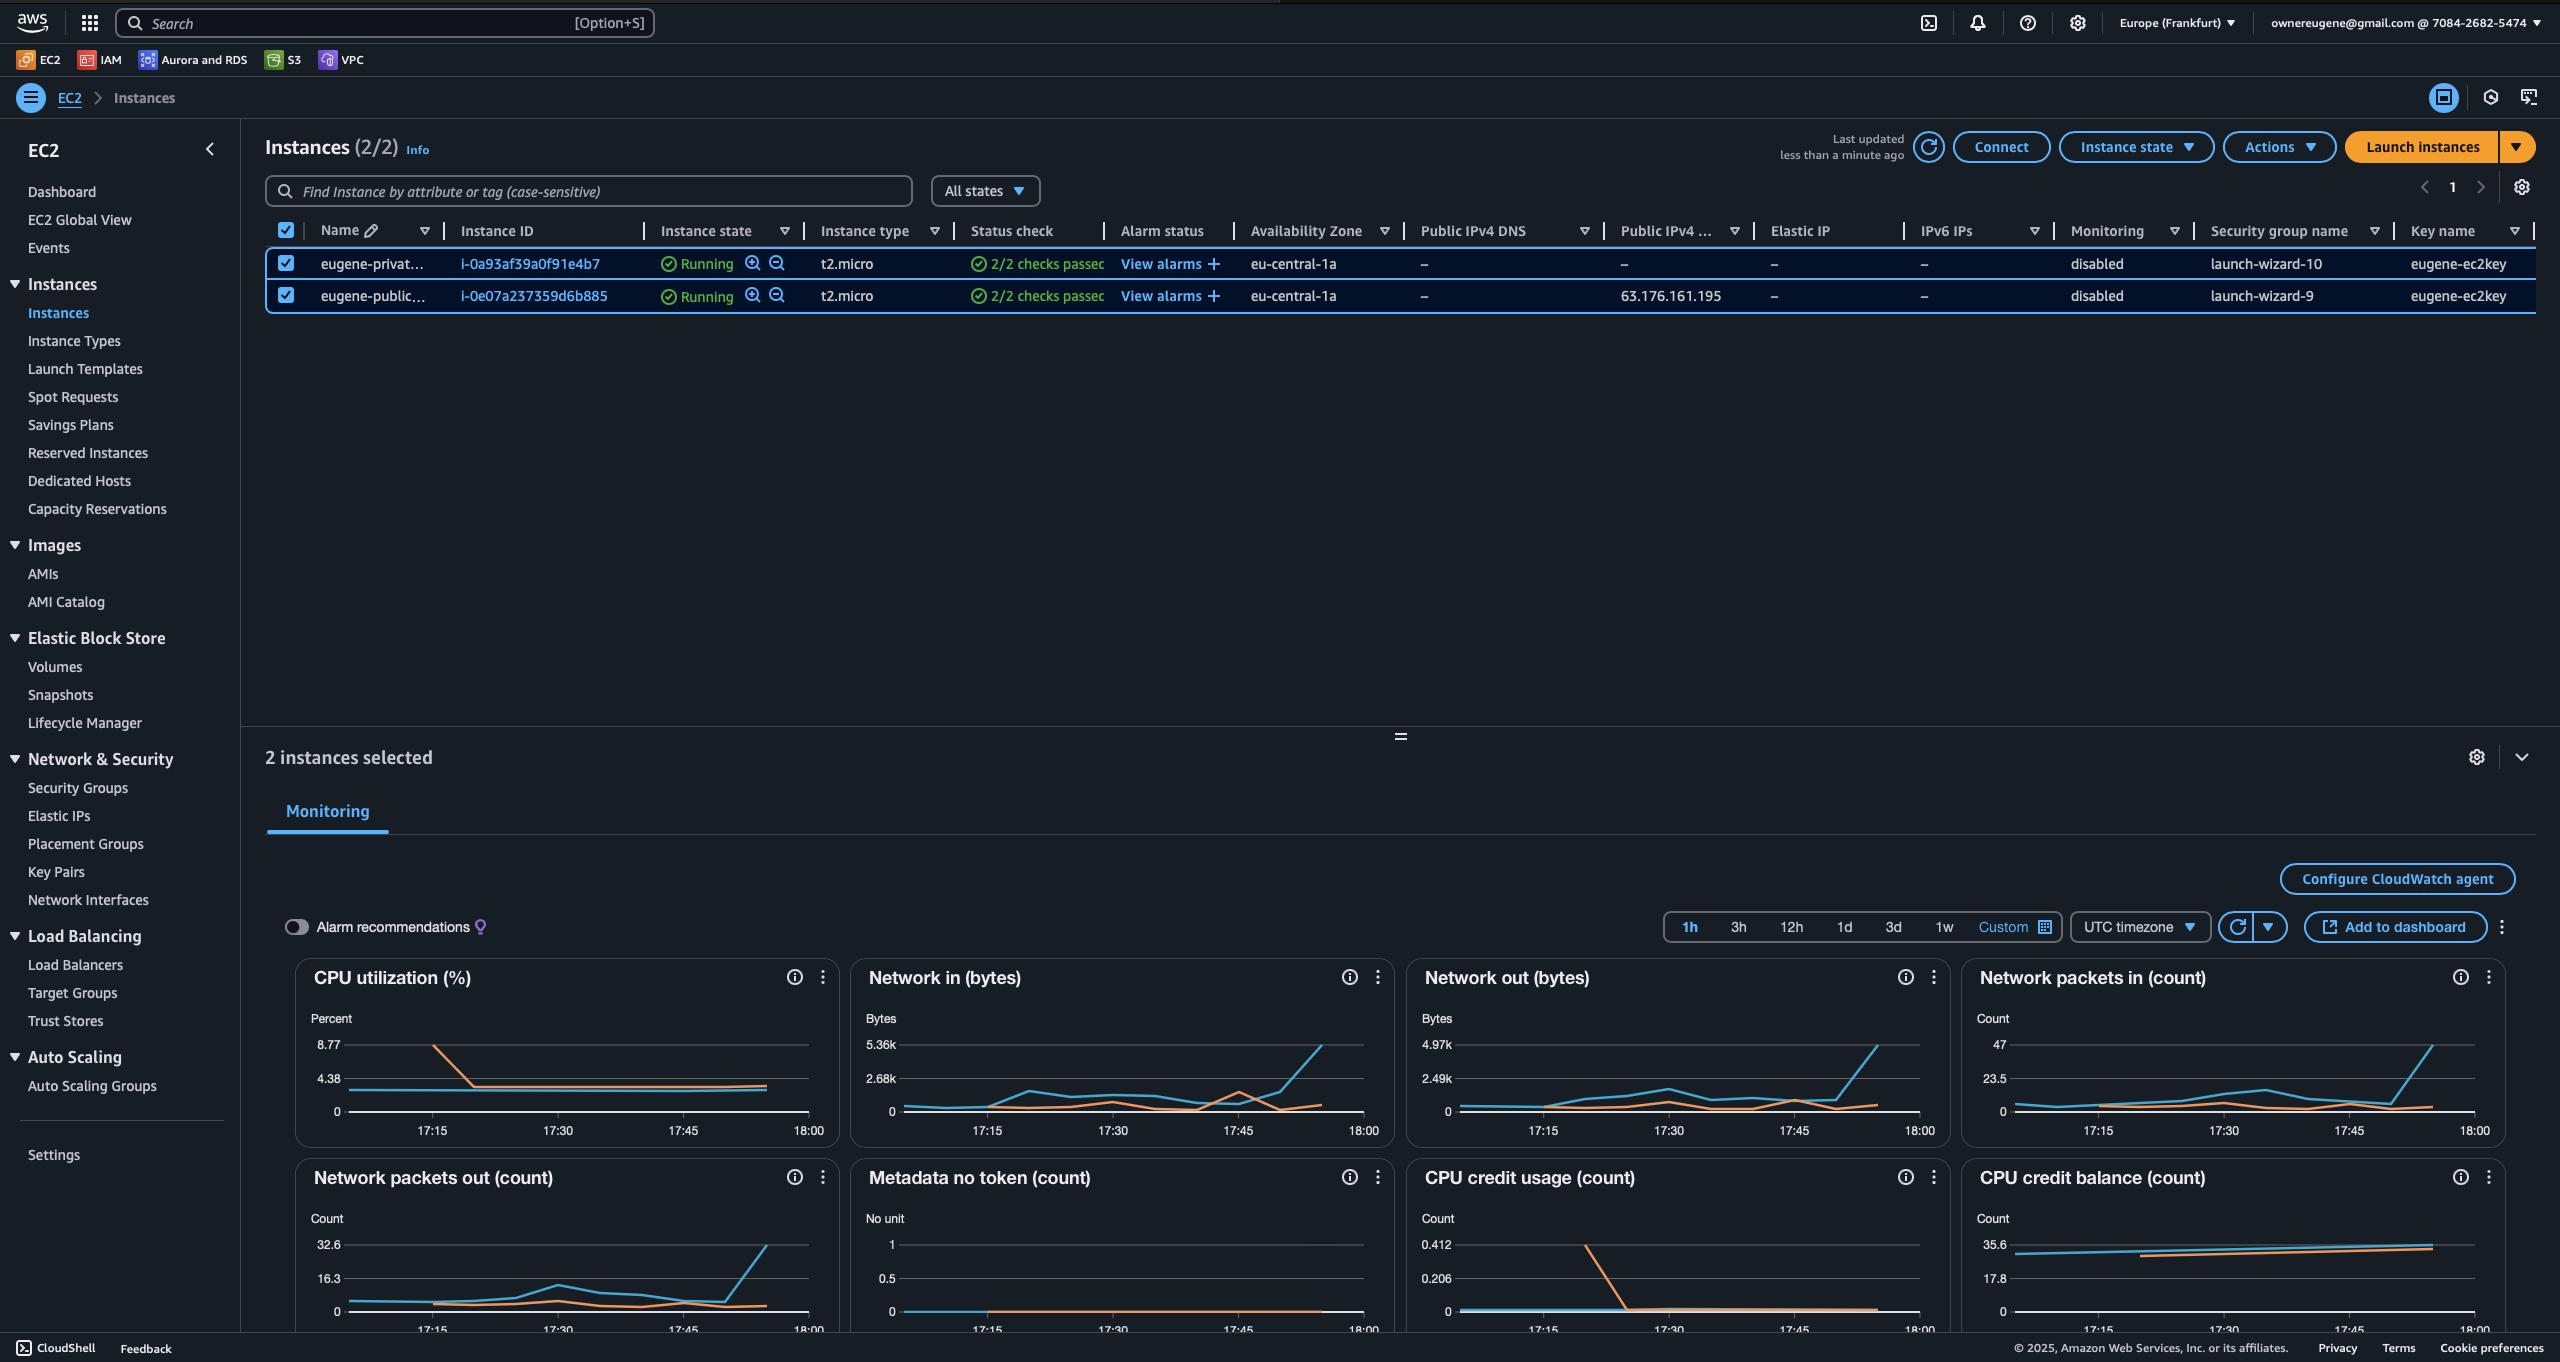 aws
Search [Option+S]
Europe (Frankfurt)
ownereugene@gmail.com @ 7084-2682-5474
EC2 IAM Aurora and RDS S3 VPC
EC2 > Instances
EC2
Dashboard
EC2 Global View
Events
Instances
Instances
Instance Types
Launch Templates
Spot Requests
Savings Plans
Reserved Instances
Dedicated Hosts
Capacity Reservations
Images
AMIs
AMI Catalog
Elastic Block Store
Volumes
Snapshots
Lifecycle Manager
Network & Security
Security Groups
Elastic IPs
Placement Groups
Key Pairs
Network Interfaces
Load Balancing
Load Balancers
Target Groups
Trust Stores
Auto Scaling
Auto Scaling Groups
Settings
Instances (2/2) Info
Last updated
less than a minute ago
Connect
Instance state
Actions
Launch instances
Find Instance by attribute or tag (case-sensitive)
All states
1
Name Instance ID Instance state Instance type Status check Alarm status Availability Zone Public IPv4 DNS Public IPv4 ... Elastic IP IPv6 IPs Monitoring Security group name Key name
eugene-privat... i-0a93af39a0f91e4b7 Running t2.micro 2/2 checks passed View alarms + eu-central-1a – – – – disabled launch-wizard-10 eugene-ec2key
eugene-public... i-0e07a237359d6b885 Running t2.micro 2/2 checks passed View alarms + eu-central-1a – 63.176.161.195 – – disabled launch-wizard-9 eugene-ec2key
2 instances selected
Monitoring
Configure CloudWatch agent
Alarm recommendations
1h 3h 12h 1d 3d 1w Custom
UTC timezone
Add to dashboard
CPU utilization (%)
Percent
8.77
4.38
0
17:15 17:30 17:45 18:00
Network in (bytes)
Bytes
5.36k
2.68k
0
17:15 17:30 17:45 18:00
Network out (bytes)
Bytes
4.97k
2.49k
0
17:15 17:30 17:45 18:00
Network packets in (count)
Count
47
23.5
0
17:15 17:30 17:45 18:00
Network packets out (count)
Count
32.6
16.3
0
17:15 17:30 17:45 18:00
Metadata no token (count)
No unit
1
0.5
0
17:15 17:30 17:45 18:00
CPU credit usage (count)
Count
0.412
0.206
0
17:15 17:30 17:45 18:00
CPU credit balance (count)
Count
35.6
17.8
0
17:15 17:30 17:45 18:00
CloudShell Feedback
© 2025, Amazon Web Services, Inc. or its affiliates. Privacy Terms Cookie preferences